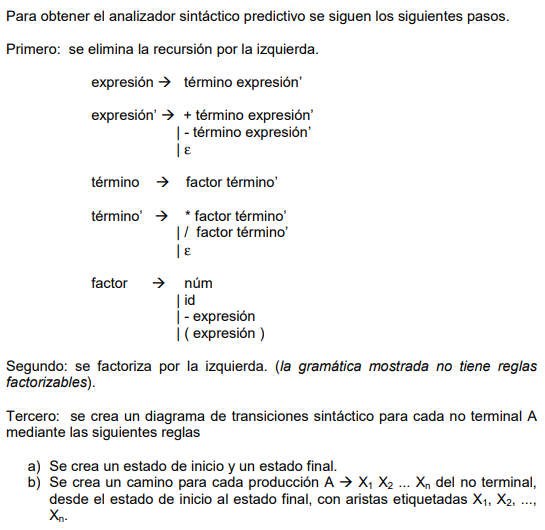 Para obtener el analizador sintáctico predictivo se siguen los siguientes pasos.
Primero: se elimina la recursión por la izquierda.
expresión → término expresión'
expresión' → + término expresión'
| - término expresión'
| ε
término → factor término'
término' → * factor término'
| / factor término'
| ε
factor → núm
| id
| - expresión
| ( expresión )
Segundo: se factoriza por la izquierda. (la gramática mostrada no tiene reglas
factorizables).
Tercero: se crea un diagrama de transiciones sintáctico para cada no terminal A
mediante las siguientes reglas
a) Se crea un estado de inicio y un estado final.
b) Se crea un camino para cada producción A → X₁ X₂ ... Xₙ del no terminal,
desde el estado de inicio al estado final, con aristas etiquetadas X₁, X₂, ...,
Xₙ.